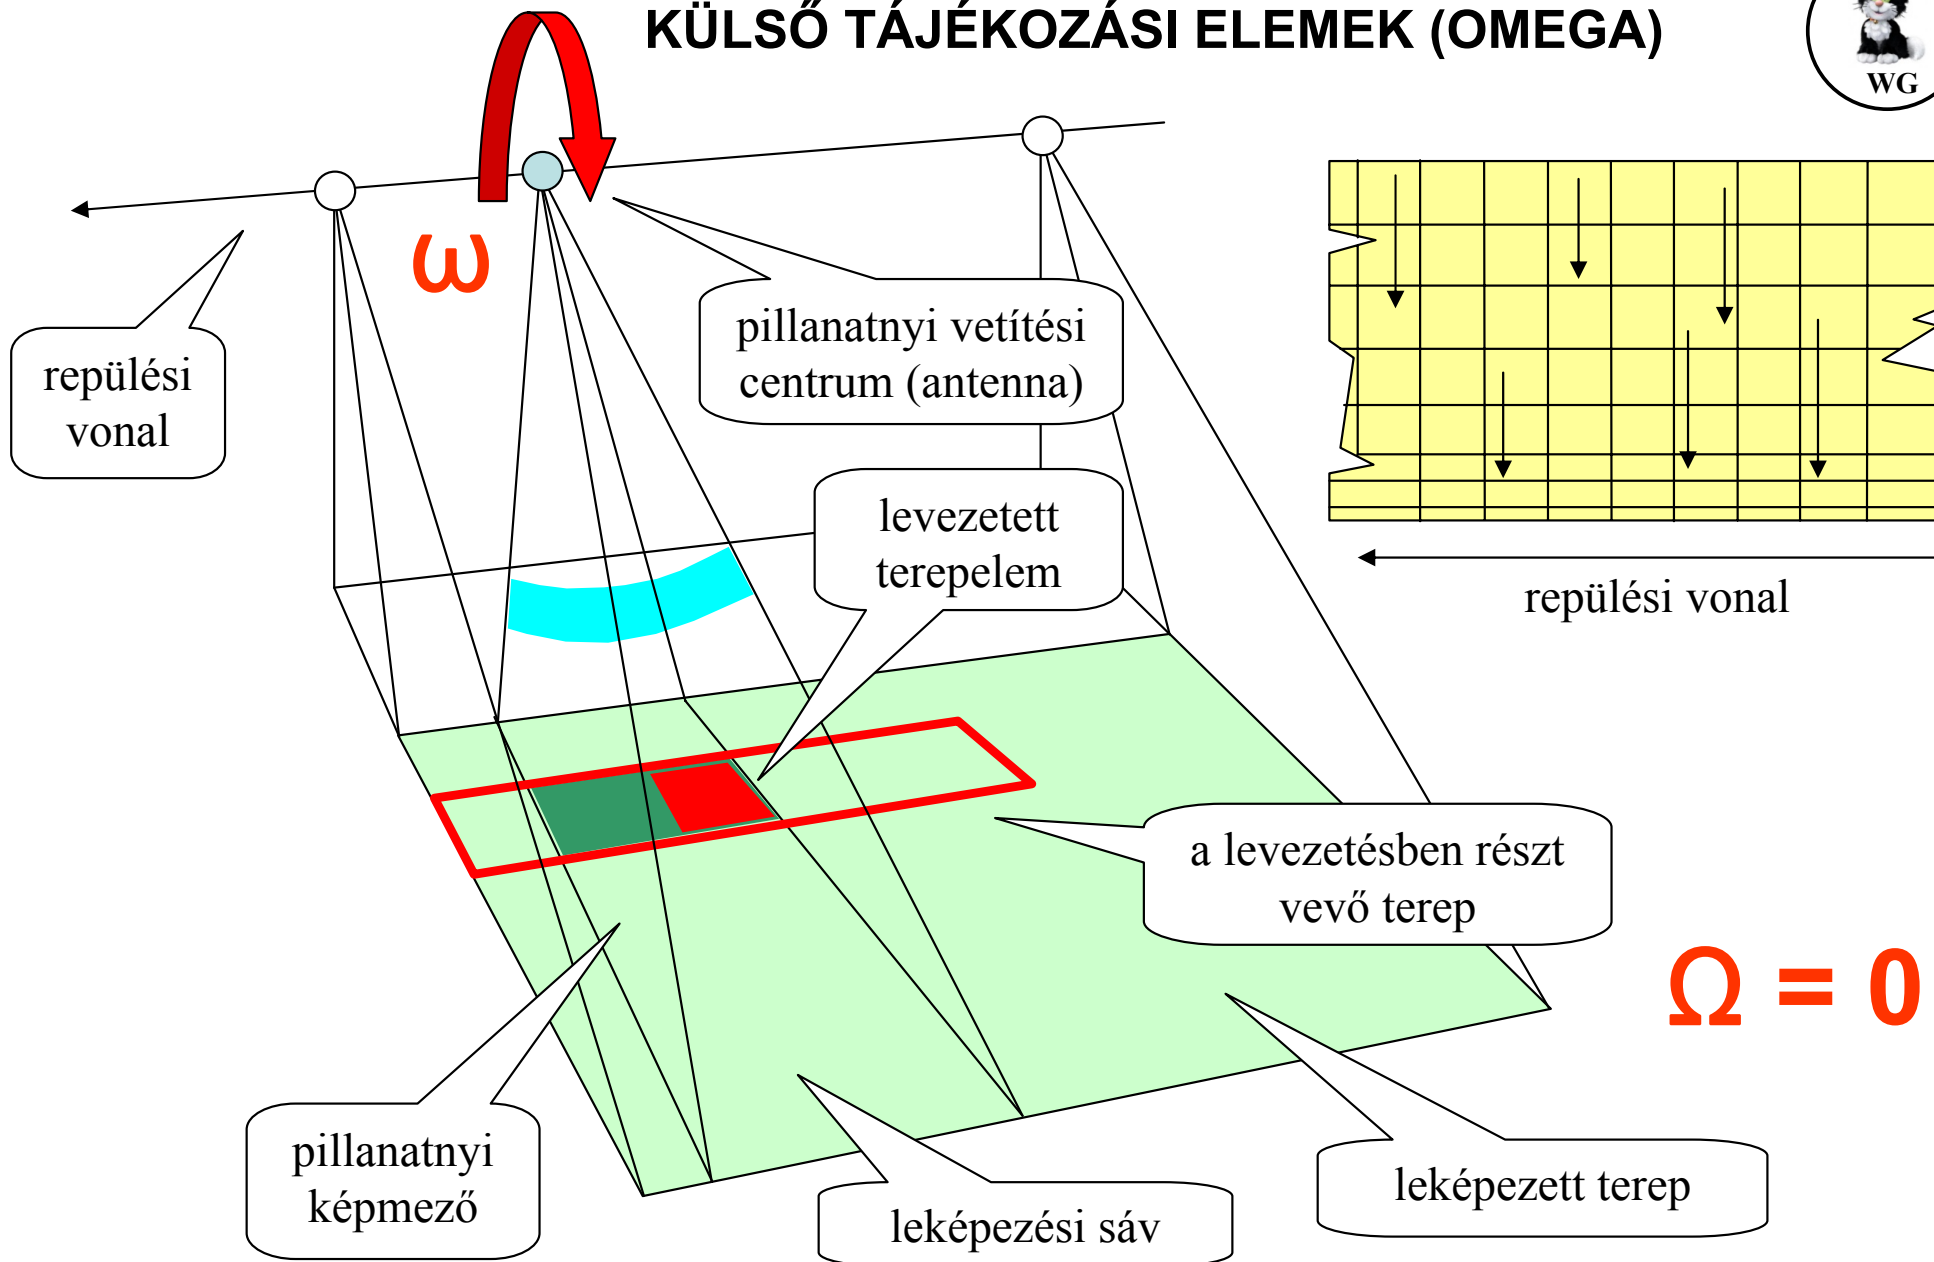 KÜLSŐ TÁJÉKOZÁSI ELEMEK (OMEGA)
WG
ω
repülési
vonal
pillanatnyi vetítési
centrum (antenna)
levezetett
terepelem
repülési vonal
a levezetésben részt
vevő terep
Ω = 0
pillanatnyi
képmező
leképezési sáv
leképezett terep